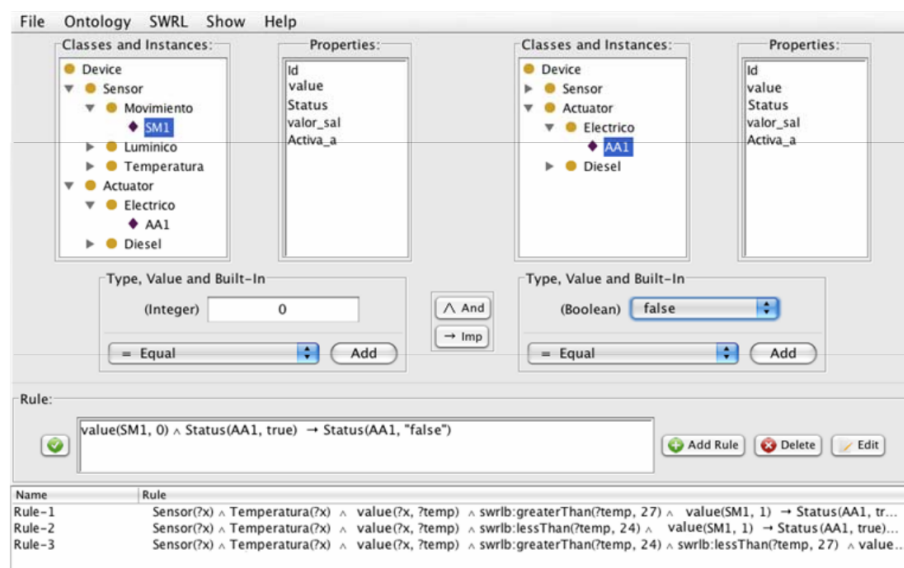 File Ontology SWRL Show Help
Classes and Instances: Properties: Classes and Instances: Properties:
Device Id Device Id
Sensor value Sensor value
Movimiento Status Actuator Status
SM1 valor_sal Electrico valor_sal
Luminico Activa_a AA1 Activa_a
Temperatura Diesel
Actuator
Electrico
AA1
Diesel
Type, Value and Built-In Type, Value and Built-In
(Integer) 0 ∧ And (Boolean) false
→ Imp
= Equal Add = Equal Add
Rule:
value(SM1, 0) ∧ Status(AA1, true) → Status(AA1, "false")
Add Rule Delete Edit
Name Rule
Rule-1 Sensor(?x) ∧ Temperatura(?x) ∧ value(?x, ?temp) ∧ swrlb:greaterThan(?temp, 27) ∧ value(SM1, 1) → Status(AA1, tr...
Rule-2 Sensor(?x) ∧ Temperatura(?x) ∧ value(?x, ?temp) ∧ swrlb:lessThan(?temp, 24) ∧ value(SM1, 1) → Status(AA1, true)...
Rule-3 Sensor(?x) ∧ Temperatura(?x) ∧ value(?x, ?temp) ∧ swrlb:greaterThan(?temp, 24) ∧ swrlb:lessThan(?temp, 27) ∧ value...